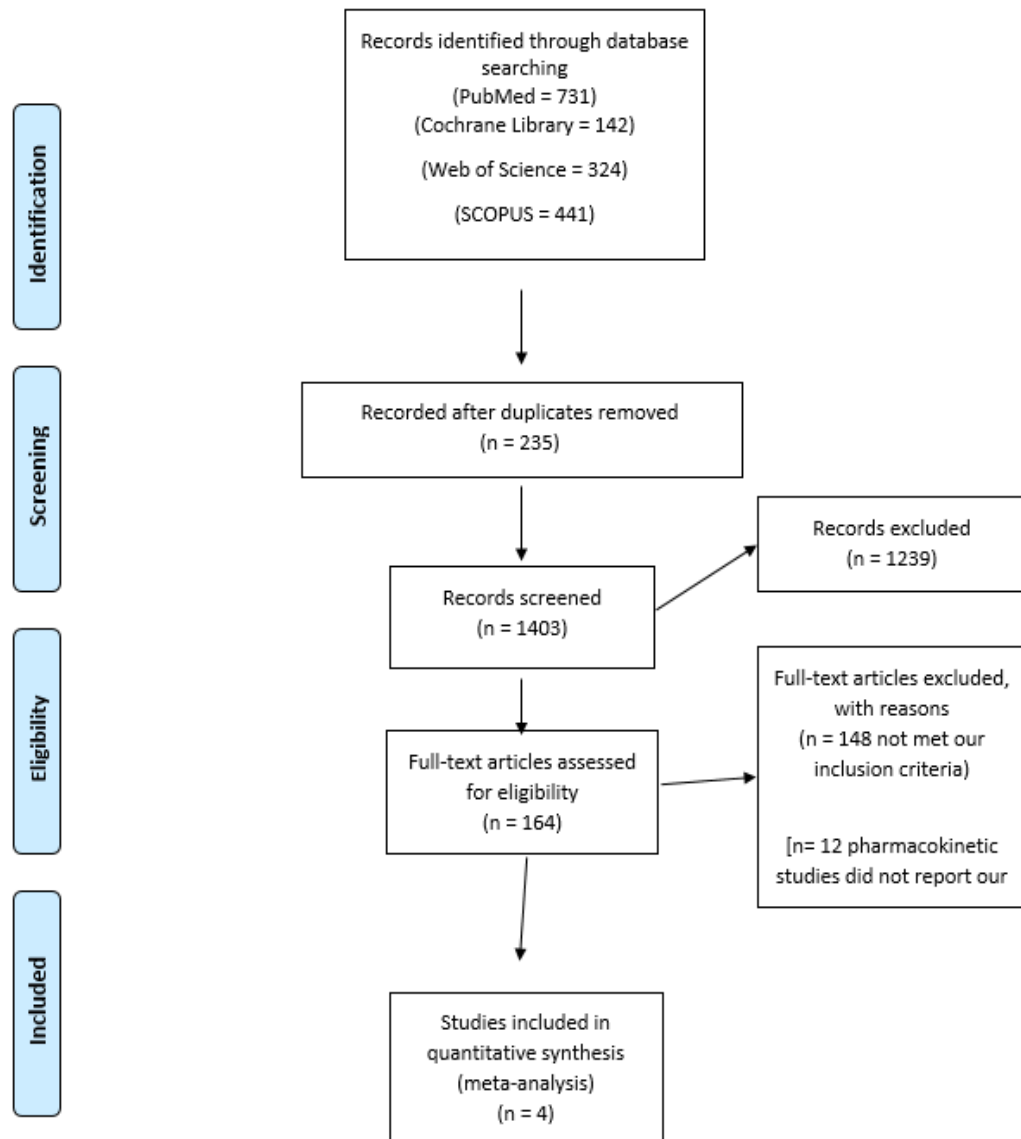 Records identified through database
searching
(PubMed = 731)
(Cochrane Library = 142)
(Web of Science = 324)
(SCOPUS = 441)
Identification
Recorded after duplicates removed
(n = 235)
Screening
Records excluded
(n = 1239)
Records screened
(n = 1403)
Full-text articles excluded,
with reasons
(n = 148 not met our
inclusion criteria)
[n= 12 pharmacokinetic
studies did not report our
Eligibility
Full-text articles assessed
for eligibility
(n = 164)
Included
Studies included in
quantitative synthesis
(meta-analysis)
(n = 4)